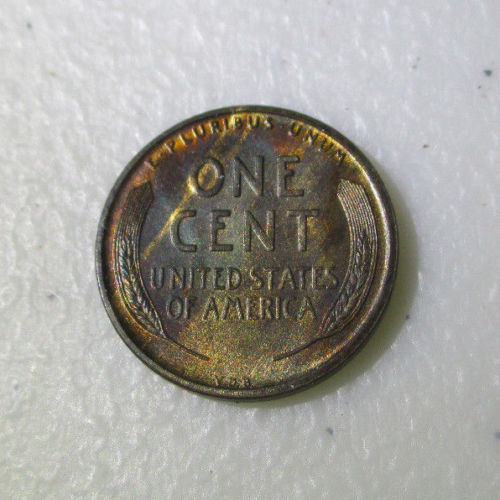 E PLURIBUS UNUM
ONE
CENT
UNITED STATES
OF AMERICA
V.D.B.